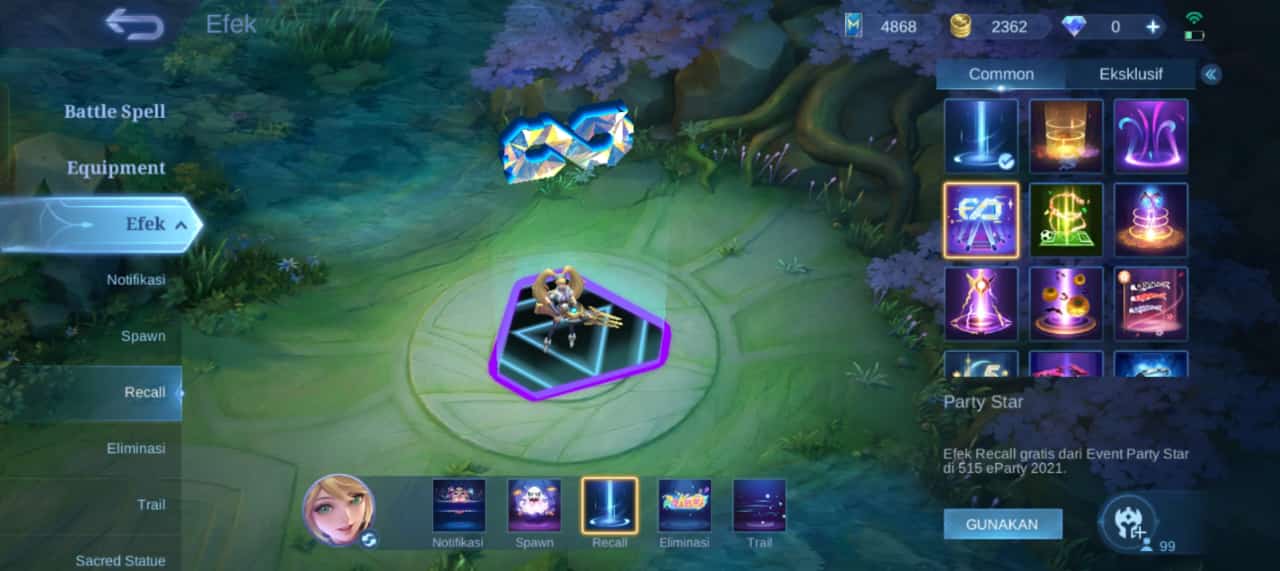 Efek
4868
2362
0
Battle Spell
Equipment
Efek
Notifikasi
Spawn
Recall
Eliminasi
Trail
Sacred Statue
Common
Eksklusif
Party Star
Efek Recall gratis dari Event Party Star
di 515 eParty 2021.
GUNAKAN
99
Notifikasi
Spawn
Recall
Eliminasi
Trail